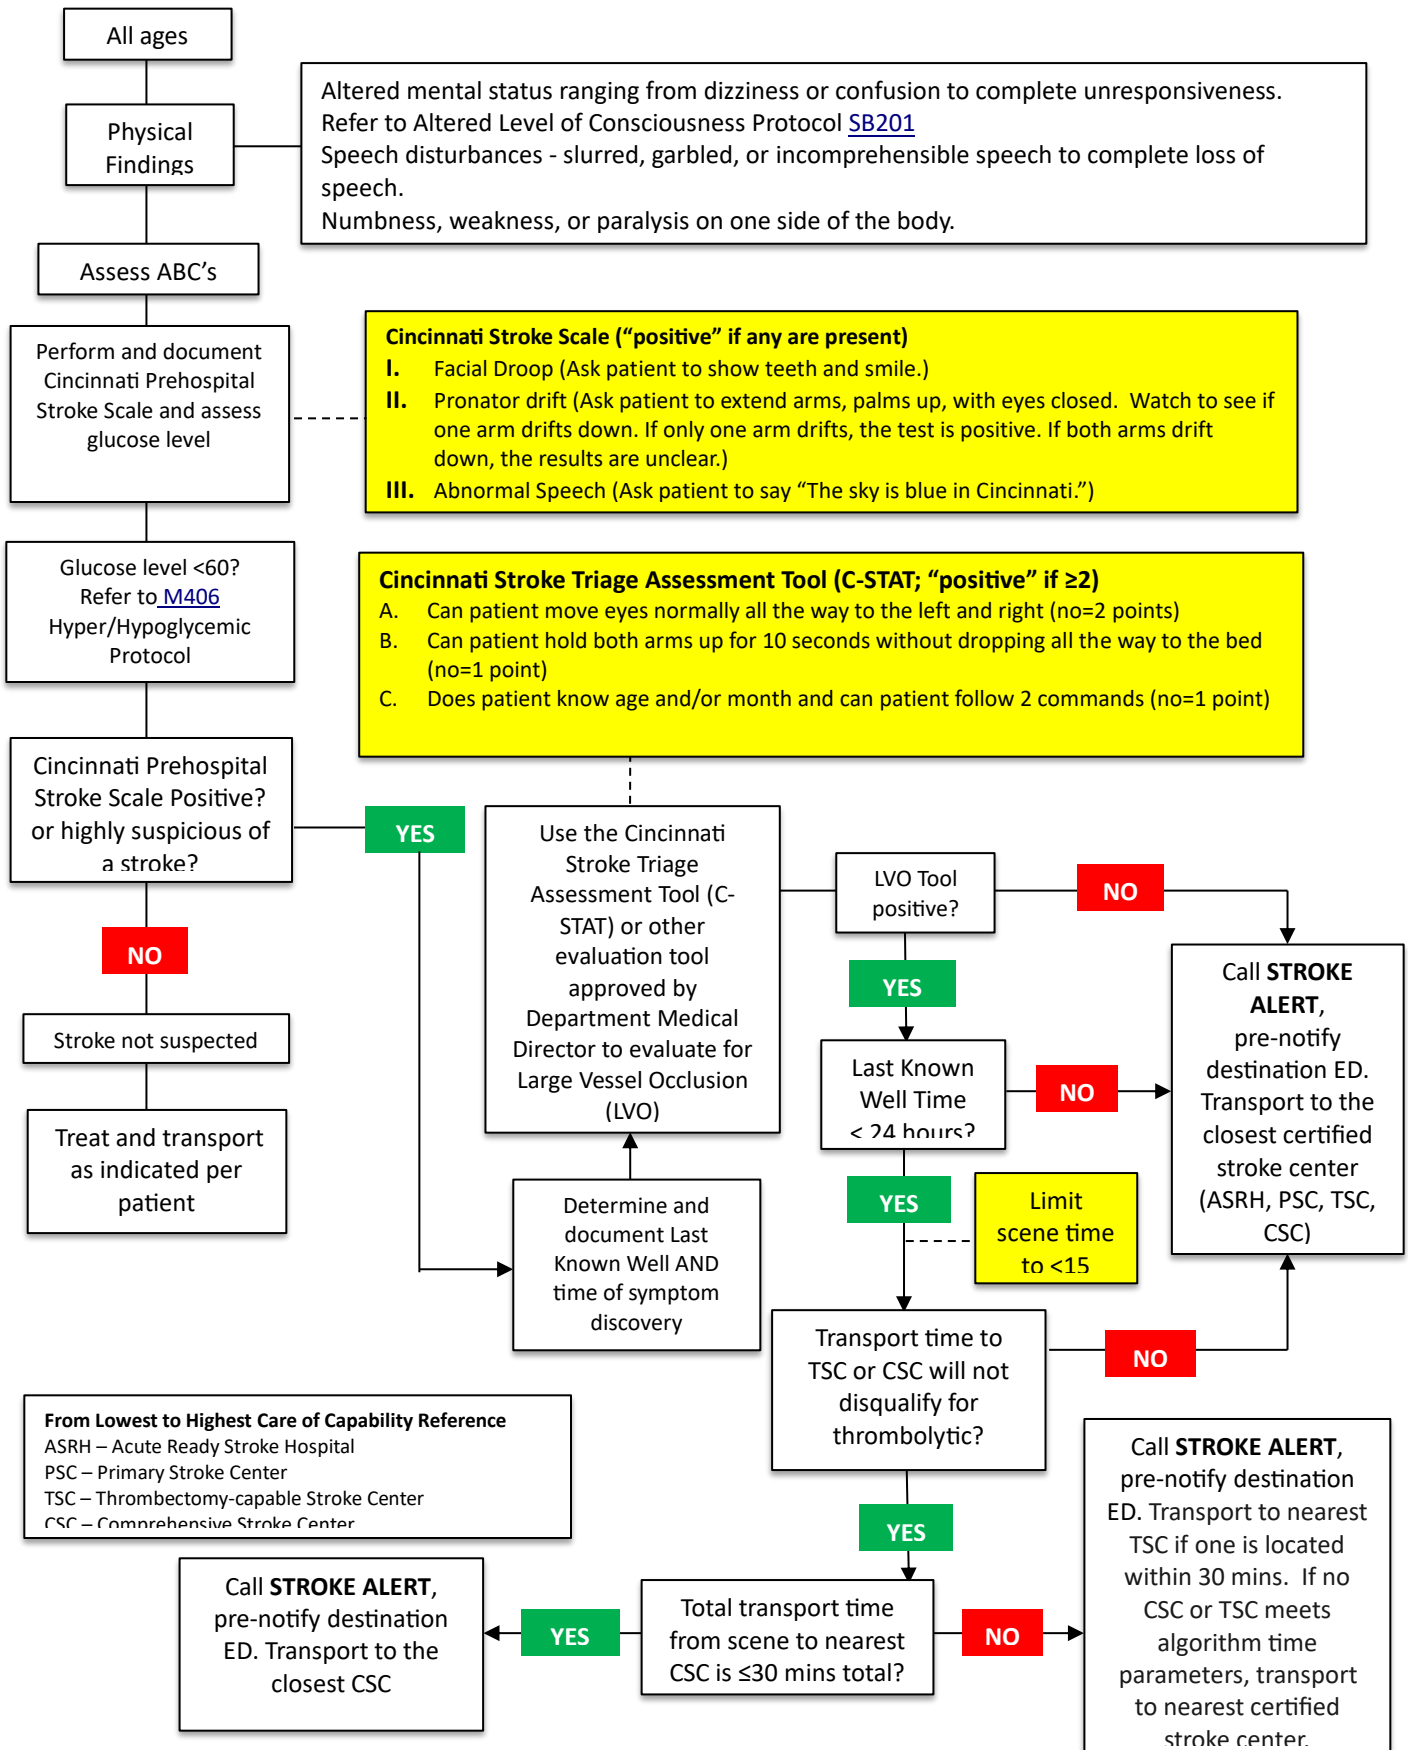 All ages
Physical
Findings
Altered mental status ranging from dizziness or confusion to complete unresponsiveness.
Refer to Altered Level of Consciousness Protocol SB201
Speech disturbances - slurred, garbled, or incomprehensible speech to complete loss of
speech.
Numbness, weakness, or paralysis on one side of the body.
Assess ABC’s
Perform and document
Cincinnati Prehospital
Stroke Scale and assess
glucose level
Cincinnati Stroke Scale (“positive” if any are present)
I. Facial Droop (Ask patient to show teeth and smile.)
II. Pronator drift (Ask patient to extend arms, palms up, with eyes closed.  Watch to see if
one arm drifts down. If only one arm drifts, the test is positive. If both arms drift
down, the results are unclear.)
III. Abnormal Speech (Ask patient to say “The sky is blue in Cincinnati.”)
Glucose level <60?
Refer to M406
Hyper/Hypoglycemic
Protocol
Cincinnati Stroke Triage Assessment Tool (C-STAT; “positive” if ≥2)
A. Can patient move eyes normally all the way to the left and right (no=2 points)
B. Can patient hold both arms up for 10 seconds without dropping all the way to the bed
(no=1 point)
C. Does patient know age and/or month and can patient follow 2 commands (no=1 point)
Cincinnati Prehospital
Stroke Scale Positive?
or highly suspicious of
a stroke?
YES
NO
Stroke not suspected
Treat and transport
as indicated per
patient
Use the Cincinnati
Stroke Triage
Assessment Tool (C-
STAT) or other
evaluation tool
approved by
Department Medical
Director to evaluate for
Large Vessel Occlusion
(LVO)
Determine and
document Last
Known Well AND
time of symptom
discovery
LVO Tool
positive?
NO
YES
Last Known
Well Time
< 24 hours?
NO
YES
Limit
scene time
to <15
Call STROKE
ALERT,
pre-notify
destination ED.
Transport to the
closest certified
stroke center
(ASRH, PSC, TSC,
CSC)
Transport time to
TSC or CSC will not
disqualify for
thrombolytic?
NO
YES
From Lowest to Highest Care of Capability Reference
ASRH – Acute Ready Stroke Hospital
PSC – Primary Stroke Center
TSC – Thrombectomy-capable Stroke Center
CSC – Comprehensive Stroke Center
Total transport time
from scene to nearest
CSC is ≤30 mins total?
YES
NO
Call STROKE ALERT,
pre-notify destination
ED. Transport to the
closest CSC
Call STROKE ALERT,
pre-notify destination
ED. Transport to nearest
TSC if one is located
within 30 mins.  If no
CSC or TSC meets
algorithm time
parameters, transport
to nearest certified
stroke center.